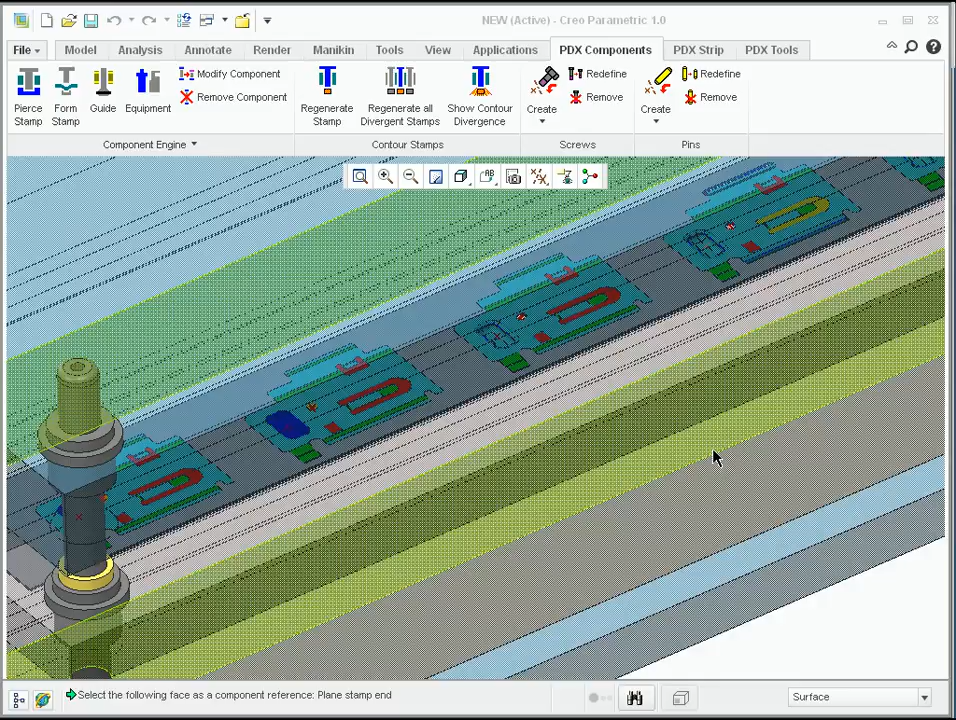 NEW (Active) - Creo Parametric 1.0
File Model Analysis Annotate Render Manikin Tools View Applications PDX Components PDX Strip PDX Tools
Pierce Stamp
Form Stamp
Guide
Equipment
Modify Component
Remove Component
Component Engine
Regenerate Stamp
Regenerate all Divergent Stamps
Show Contour Divergence
Contour Stamps
Create
Redefine
Remove
Screws
Create
Redefine
Remove
Pins
Select the following face as a component reference: Plane stamp end
Surface